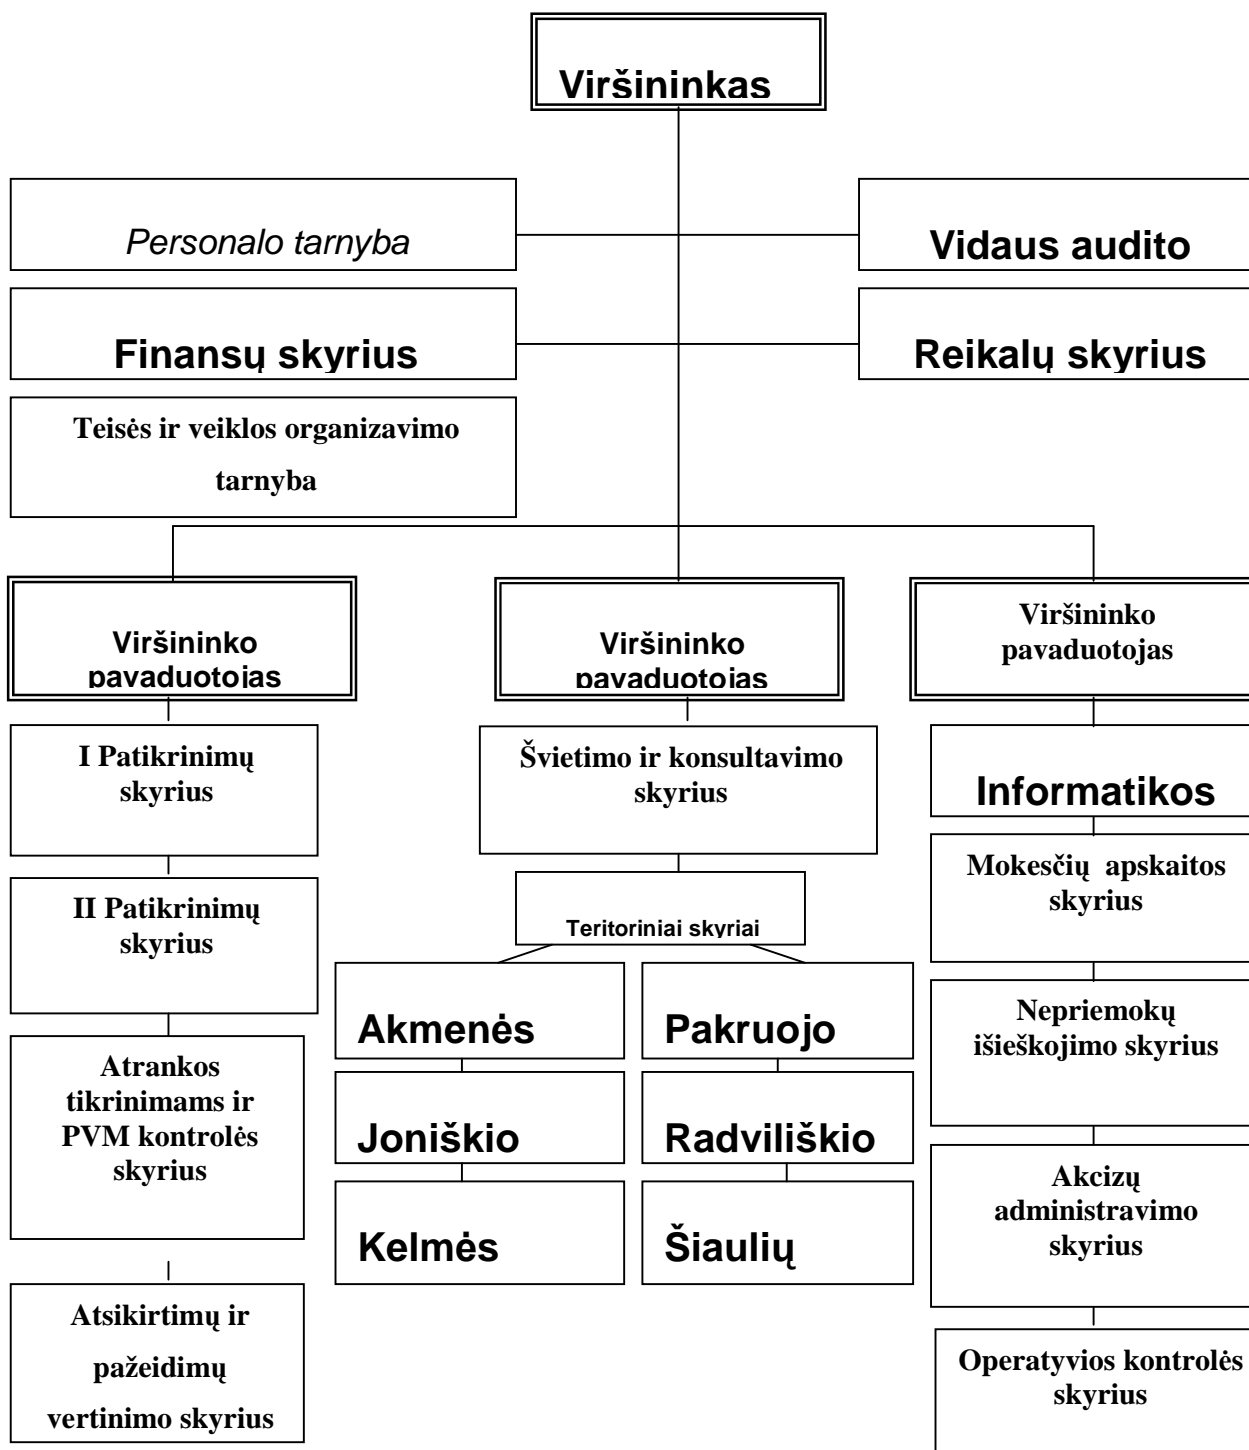 Viršininkas
Personalo tarnyba
Vidaus audito
Finansų skyrius
Reikalų skyrius
Teisės ir veiklos organizavimo
tarnyba
Viršininko
pavaduotojas
Viršininko
pavaduotojas
Viršininko
pavaduotojas
I Patikrinimų
skyrius
II Patikrinimų
skyrius
Atrankos
tikrinimams ir
PVM kontrolės
skyrius
Atsikirtimų ir
pažeidimų
vertinimo skyrius
Švietimo ir konsultavimo
skyrius
Teritoriniai skyriai
Akmenės
Joniškio
Kelmės
Pakruojo
Radviliškio
Šiaulių
Informatikos
Mokesčių apskaitos
skyrius
Nepriemokų
išieškojimo skyrius
Akcizų
administravimo
skyrius
Operatyvios kontrolės
skyrius